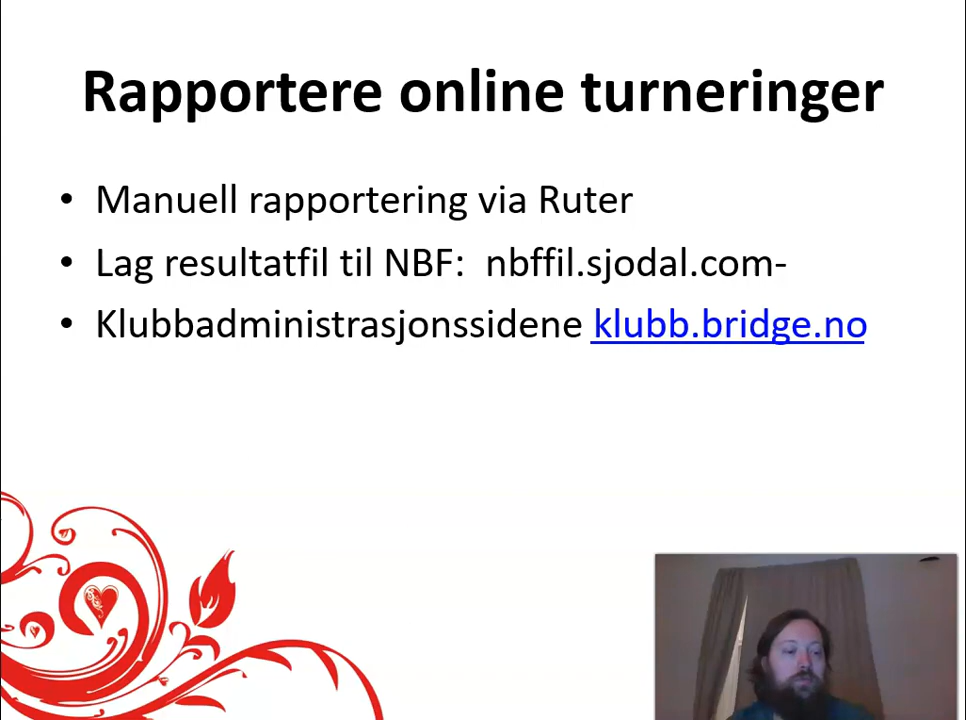 Rapportere online turneringer
• Manuell rapportering via Ruter
• Lag resultatfil til NBF: nbffil.sjodal.com-
• Klubbadministrasjonssidene klubb.bridge.no